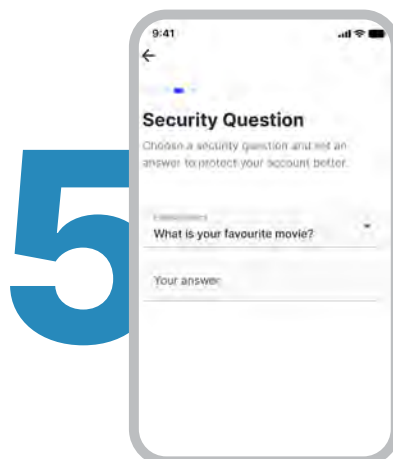 5
9:41
Security Question
Choose a security question and set an
answer to protect your account better.
What is your favourite movie?
Your answer